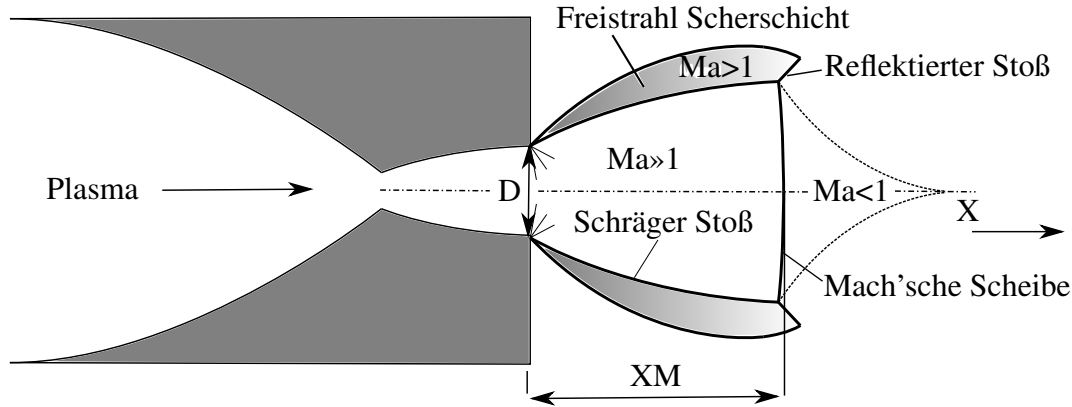 Freistrahl Scherschicht
Ma>1
Reflektierter Stoß
Ma»1
Plasma
D
Ma<1
X
Schräger Stoß
Mach'sche Scheibe
XM